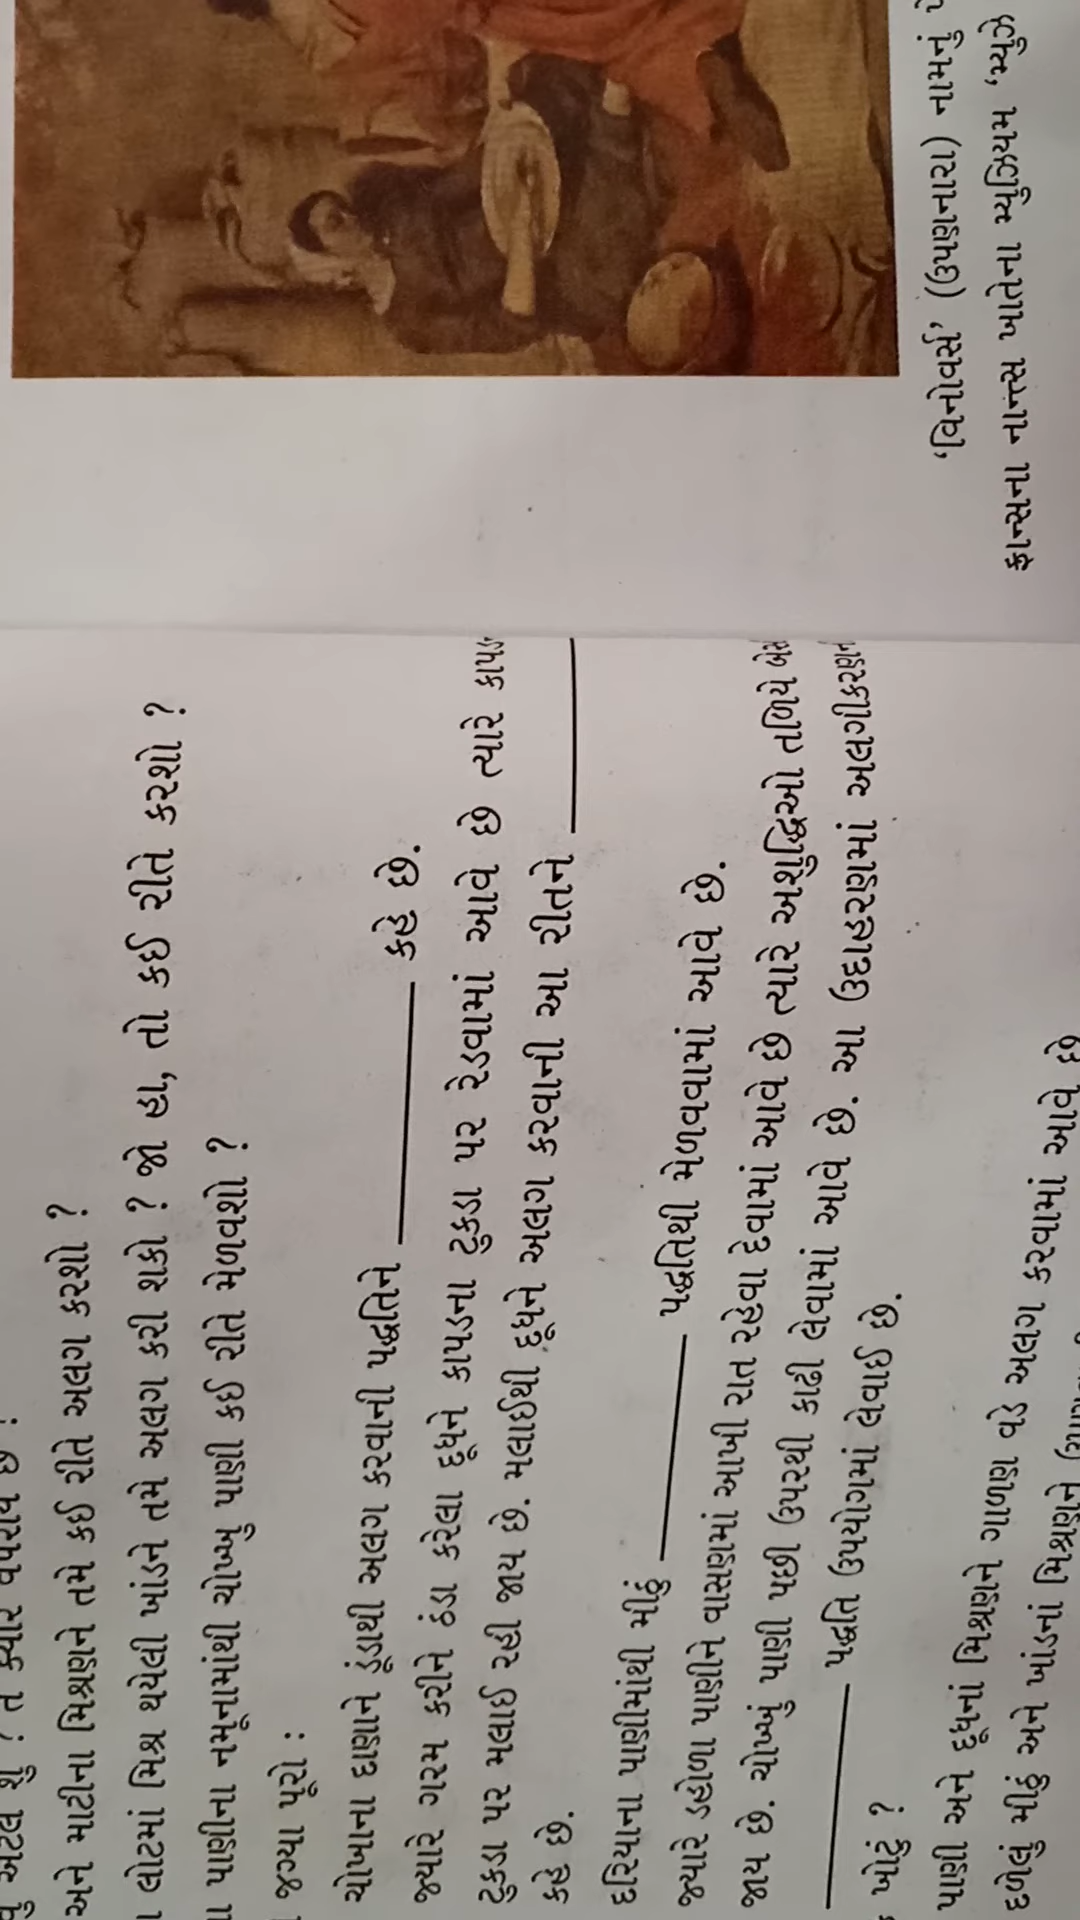 અને માટીના મિશ્રણને તમે કઈ રીતે અલગ કરશો ?
લોટમાં મિશ્ર થયેલી ખાંડને તમે અલગ કરી શકો ? જો હા, તો કઈ રીતે કરશો ?
પાણીના નમૂનામાંથી ચોખ્ખુ પાણી કઈ રીતે મેળવશો ?
જગ્યા પૂરો :
ચોખાના દાણાને ડૂંડાથી અલગ કરવાની પદ્ધતિને ________ કહે છે.
જ્યારે ગરમ કરીને ઠંડા કરેલા દૂધને કાપડના ટુકડા પર રેડવામાં આવે છે ત્યારે
ટુકડા પર મલાઈ રહી જાય છે. મલાઈથી દૂધને અલગ કરવાની આ રીતને ________
કહે છે.
દરિયાના પાણીમાંથી મીઠું ________ પદ્ધતિથી મેળવવામાં આવે છે.
જ્યારે ડહોળા પાણીને વાસણમાં આખી રાત રહેવા દેવામાં આવે છે ત્યારે અશુદ્ધિઓ તળિયે
જાય છે. ચોખ્ખું પાણી પછી ઉપરથી કાઢી લેવામાં આવે છે. આ ઉદાહરણમાં
________ પદ્ધતિ ઉપયોગમાં લેવાઈ છે.
ખોટું ?
પાણી અને દૂધનાં મિશ્રણને ગાળણ વડે અલગ કરવામાં આવે છે
દળેલું મીઠું અને ખાંડનાં મિશ્રણને
'વિનોવર્સ' (ઉપણનારા) નામનું
ફ્રાન્સના નાન્ત્સ ખાતેના મ્યુઝિયમ,